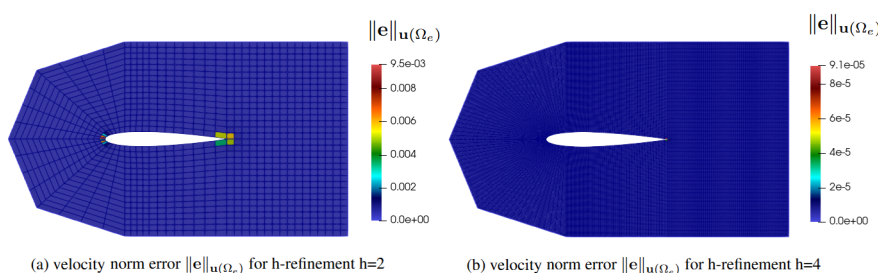 ‖e‖u(Ωe)
9.5e-03
0.008
0.006
0.004
0.002
0.0e+00
(a) velocity norm error ‖e‖u(Ωe) for h-refinement h=2
‖e‖u(Ωe)
9.1e-05
8e-5
6e-5
4e-5
2e-5
0.0e+00
(b) velocity norm error ‖e‖u(Ωe) for h-refinement h=4